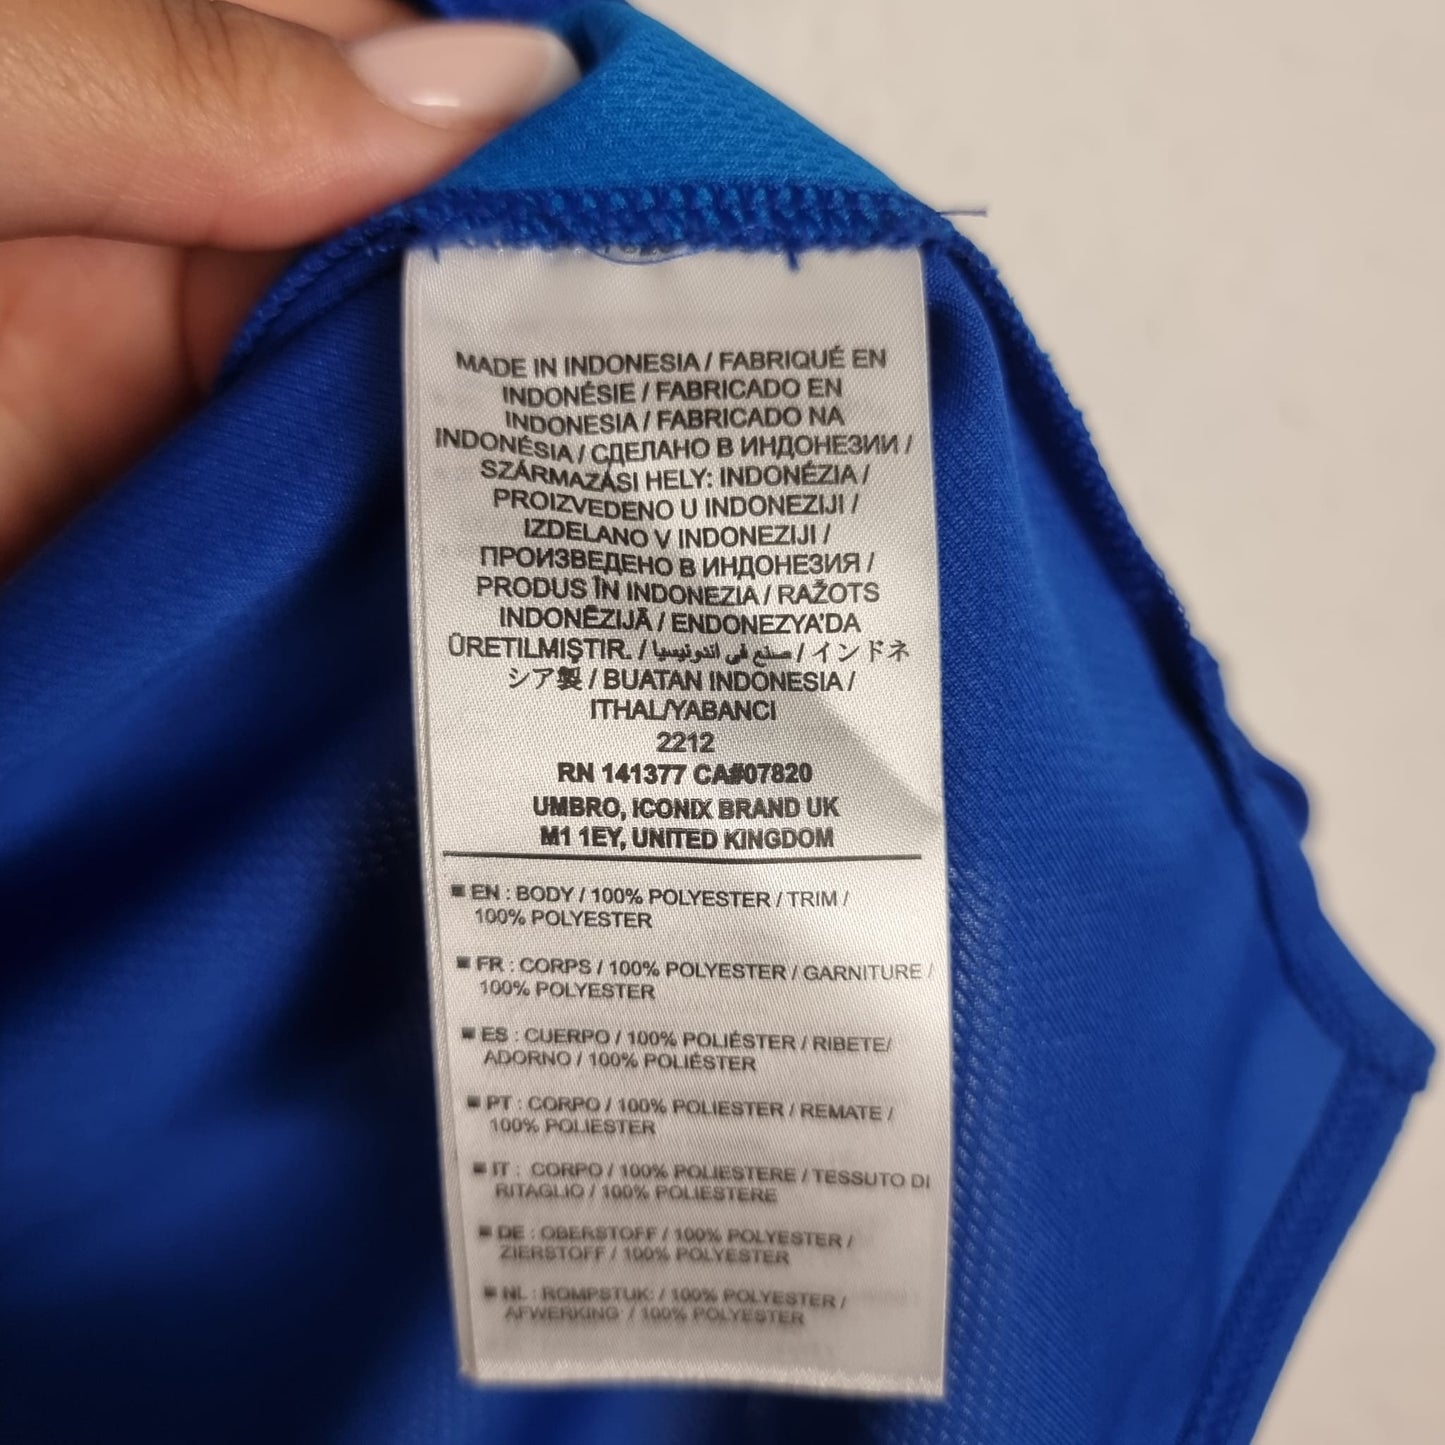 MADE IN INDONESIA / FABRIQUÉ EN
INDONÉSIE / FABRICADO EN
INDONESIA / FABRICADO NA
INDONÉSIA / СДЕЛАНО В ИНДОНЕЗИИ /
SZÁRMAZÁSI HELY: INDONÉZIA /
PROIZVEDENO U INDONEZIJI /
IZDELANO V INDONEZIJI /
ПРОИЗВЕДЕНО В ИНДОНЕЗИЯ /
PRODUS ÎN INDONEZIA / RAŽOTS
INDONĒZIJĀ / ENDONEZYA'DA
ÜRETILMIŞTIR. / صنع في اندونيسيا / インドネ
シア製 / BUATAN INDONESIA /
ITHAL/YABANCI
2212
RN 141377 CA#07820
UMBRO, ICONIX BRAND UK
M1 1EY, UNITED KINGDOM
EN : BODY / 100% POLYESTER / TRIM /
100% POLYESTER
FR : CORPS / 100% POLYESTER / GARNITURE /
100% POLYESTER
ES : CUERPO / 100% POLIÉSTER / RIBETE/
ADORNO / 100% POLIÉSTER
PT : CORPO / 100% POLIESTER / REMATE /
100% POLIESTER
IT : CORPO / 100% POLIESTERE / TESSUTO DI
RITAGLIO / 100% POLIESTERE
DE : OBERSTOFF / 100% POLYESTER /
ZIERSTOFF / 100% POLYESTER
NL : ROMPSTUK: / 100% POLYESTER /
AFWERKING: / 100% POLYESTER